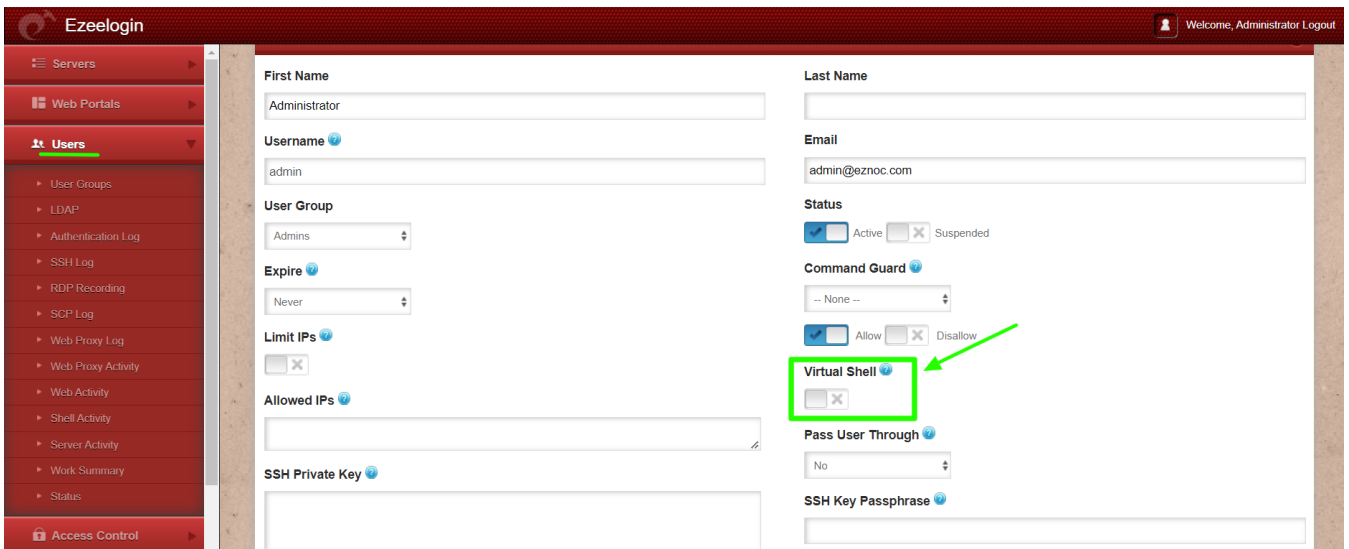 Ezeelogin
Welcome, Administrator Logout
Servers
Web Portals
Users
User Groups
LDAP
Authentication Log
SSH Log
RDP Recording
SCP Log
Web Proxy Log
Web Proxy Activity
Web Activity
Shell Activity
Server Activity
Work Summary
Status
Access Control
First Name
Administrator
Username
admin
User Group
Admins
Expire
Never
Limit IPs
Allowed IPs
SSH Private Key
Last Name
Email
admin@eznoc.com
Status
Active Suspended
Command Guard
-- None --
Allow Disallow
Virtual Shell
Pass User Through
No
SSH Key Passphrase